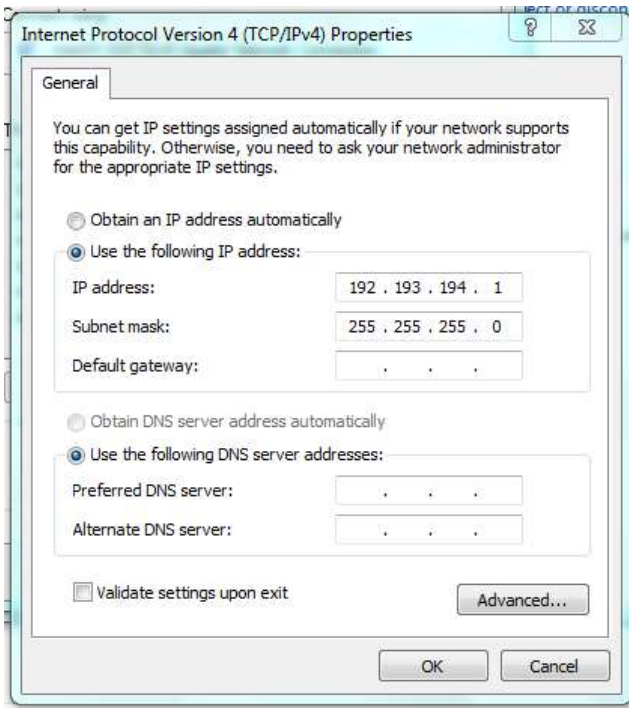 Internet Protocol Version 4 (TCP/IPv4) Properties
General
You can get IP settings assigned automatically if your network supports
this capability. Otherwise, you need to ask your network administrator
for the appropriate IP settings.
Obtain an IP address automatically
Use the following IP address:
IP address: 192 . 193 . 194 . 1
Subnet mask: 255 . 255 . 255 . 0
Default gateway: . . .
Obtain DNS server address automatically
Use the following DNS server addresses:
Preferred DNS server: . . .
Alternate DNS server: . . .
Validate settings upon exit
Advanced...
OK Cancel